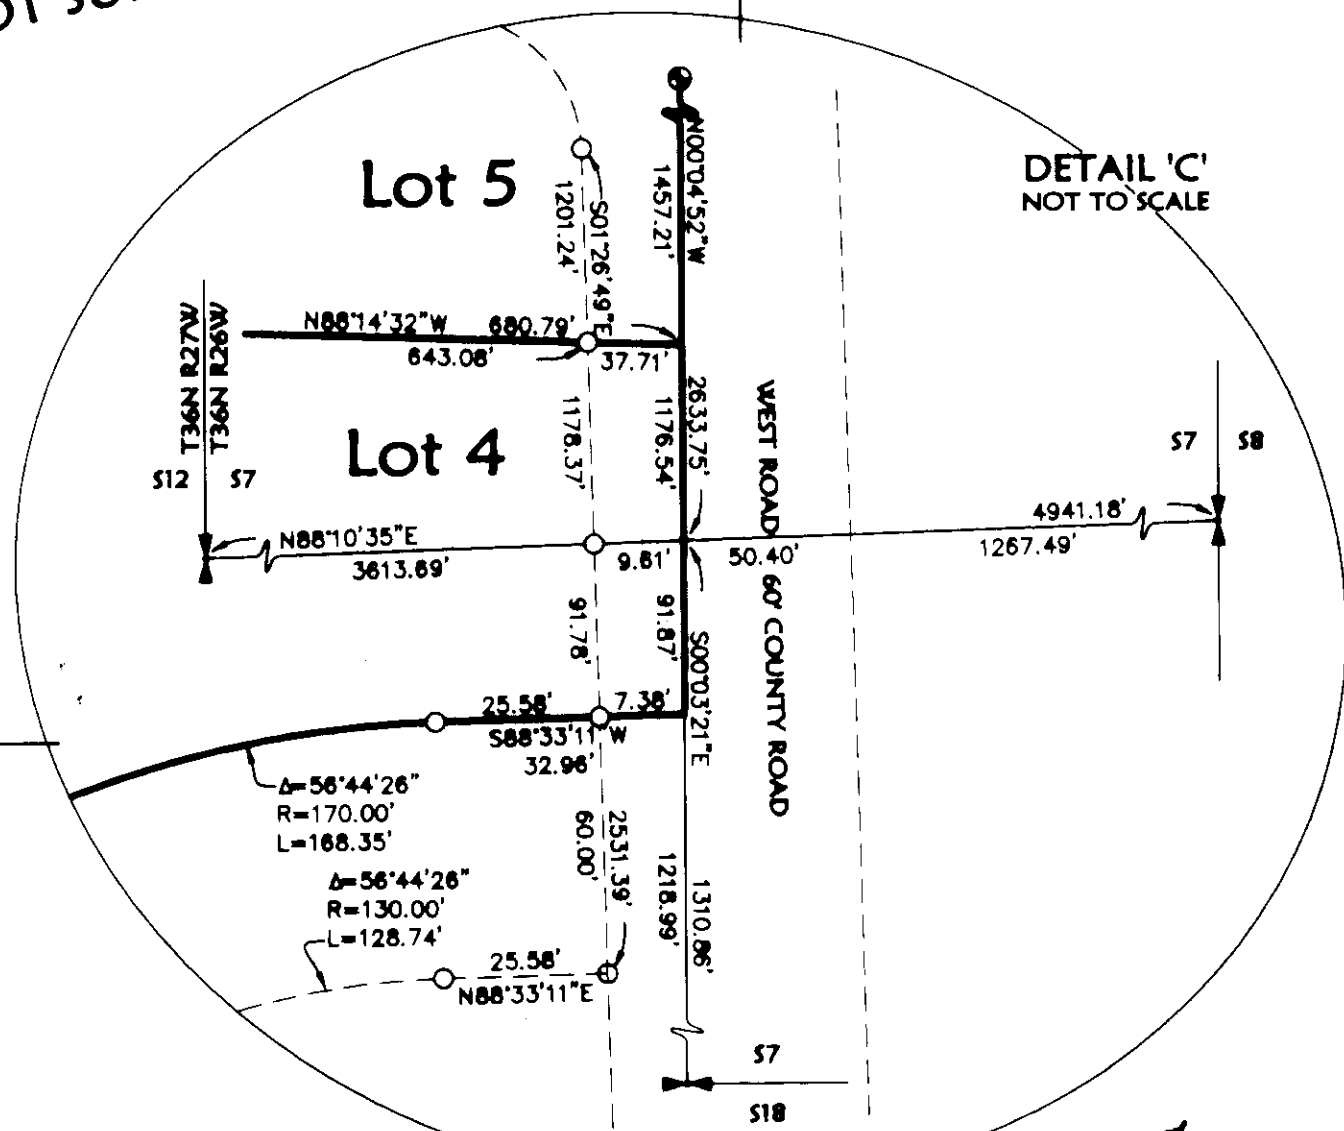 DETAIL 'C'
NOT TO SCALE
Lot 5
1201.24'
S01°26'49"E
1457.21'
N00°04'52"W
T36N R27W
T36N R26W
N88°14'32"W 680.79'
643.08'
37.71'
Lot 4
1178.37'
1176.54'
2633.75'
WEST ROAD 60' COUNTY ROAD
S12 S7
S7 S8
N88°10'35"E
3613.69'
9.61'
50.40'
4941.18'
1267.49'
91.78'
91.87'
S00°03'21"E
25.58' 7.38'
S88°33'11"W
32.96'
Δ=56°44'26"
R=170.00'
L=168.35'
Δ=56°44'26"
R=130.00'
L=128.74'
60.00'
2531.39'
1218.99'
1310.86'
25.58'
N88°33'11"E
S7
S18